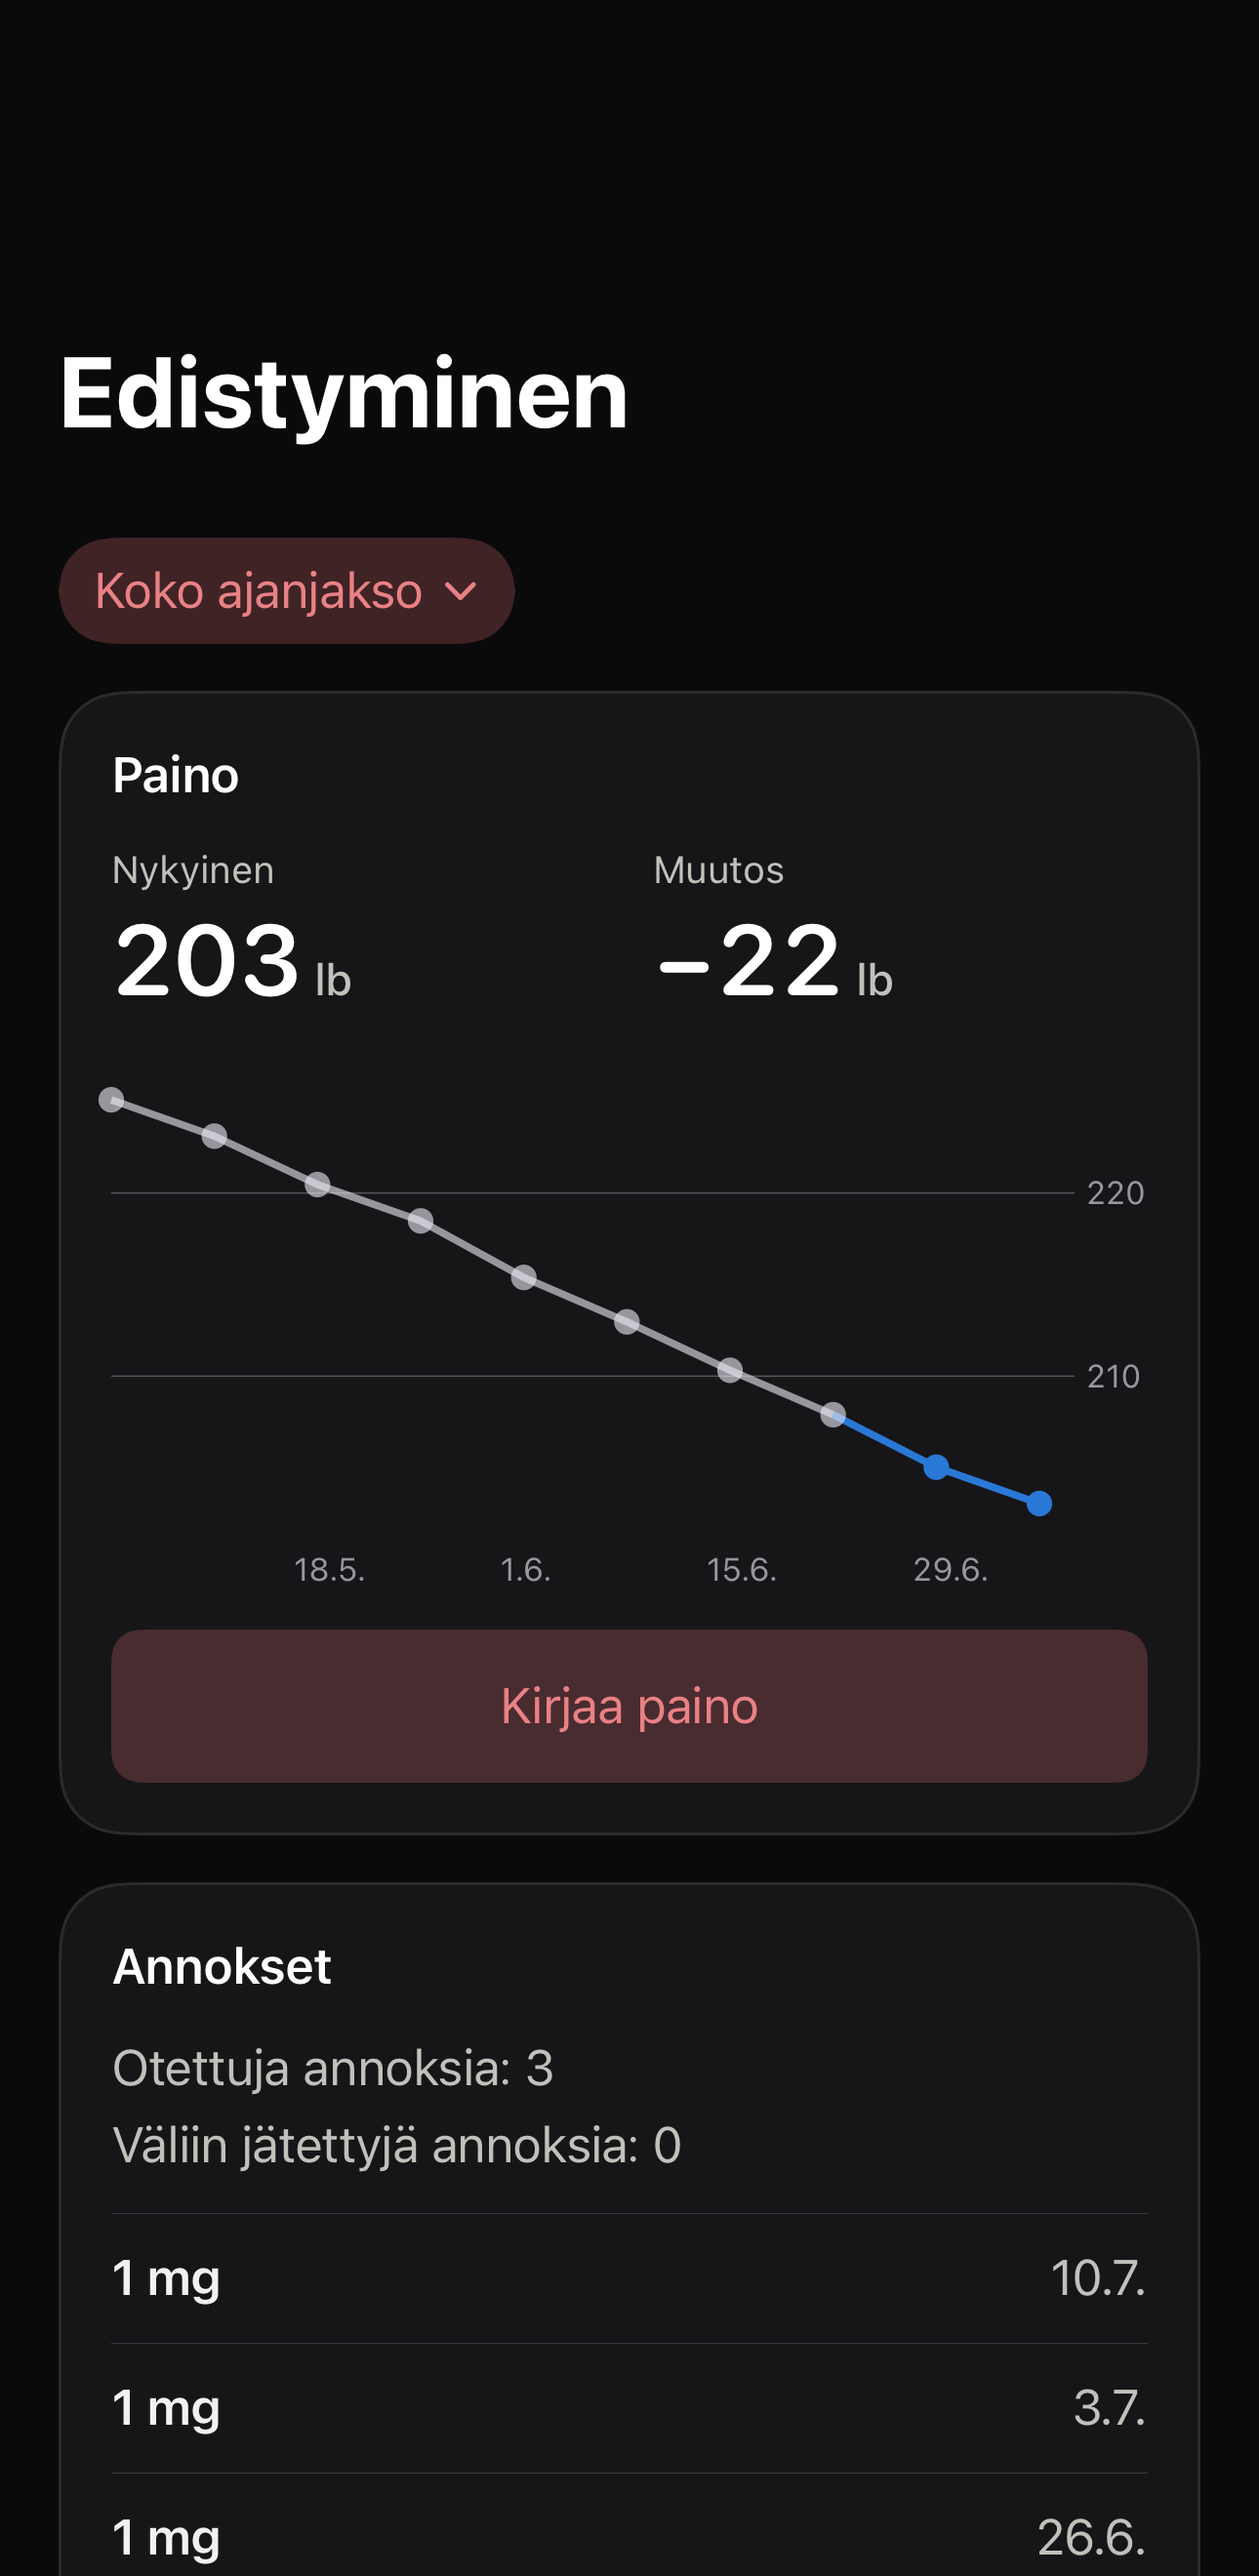 Edistyminen
Koko ajanjakso
Paino
Nykyinen Muutos
203 lb −22 lb
220
210
18.5. 1.6. 15.6. 29.6.
Kirjaa paino
Annokset
Otettuja annoksia: 3
Väliin jätettyjä annoksia: 0
1 mg 10.7.
1 mg 3.7.
1 mg 26.6.